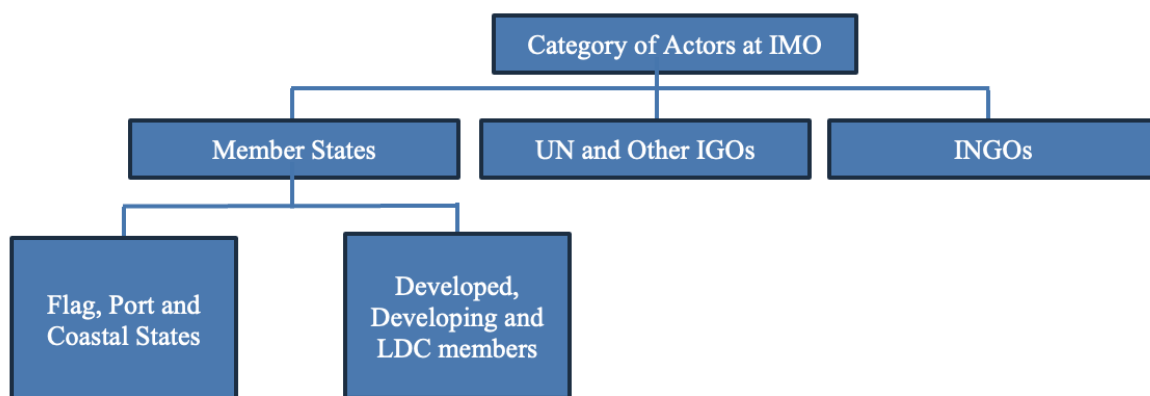 Category of Actors at IMO
Member States
UN and Other IGOs
INGOs
Flag, Port and
Coastal States
Developed,
Developing and
LDC members